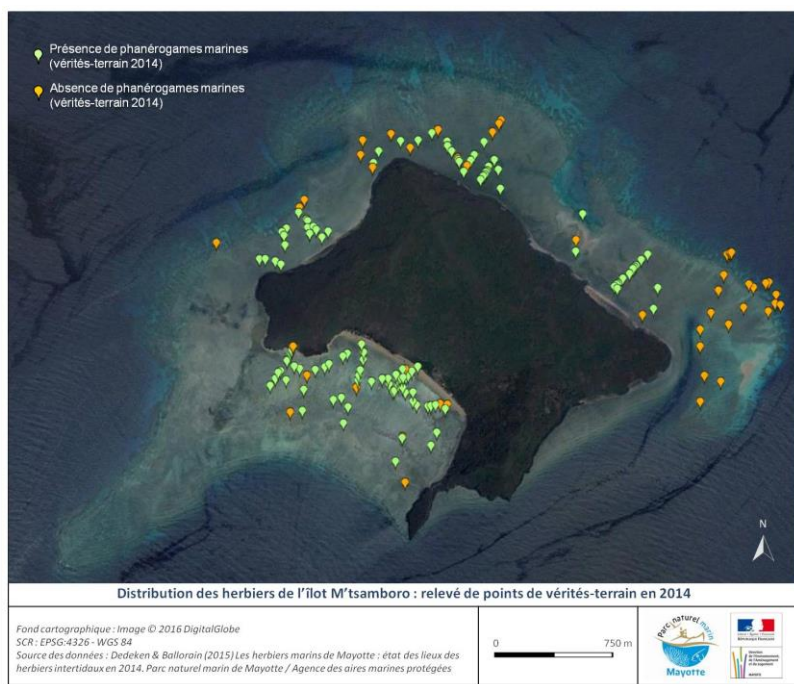 Présence de phanérogames marines
(vérités-terrain 2014)
Absence de phanérogames marines
(vérités-terrain 2014)
N
Distribution des herbiers de l'îlot M'tsamboro : relevé de points de vérités-terrain en 2014
Fond cartographique : Image © 2016 DigitalGlobe
SCR : EPSG:4326 - WGS 84
Source des données : Dedeken & Ballorain (2015) Les herbiers marins de Mayotte : état des lieux des
herbiers intertidaux en 2014. Parc naturel marin de Mayotte / Agence des aires marines protégées
0 750 m
Parc naturel marin
Mayotte